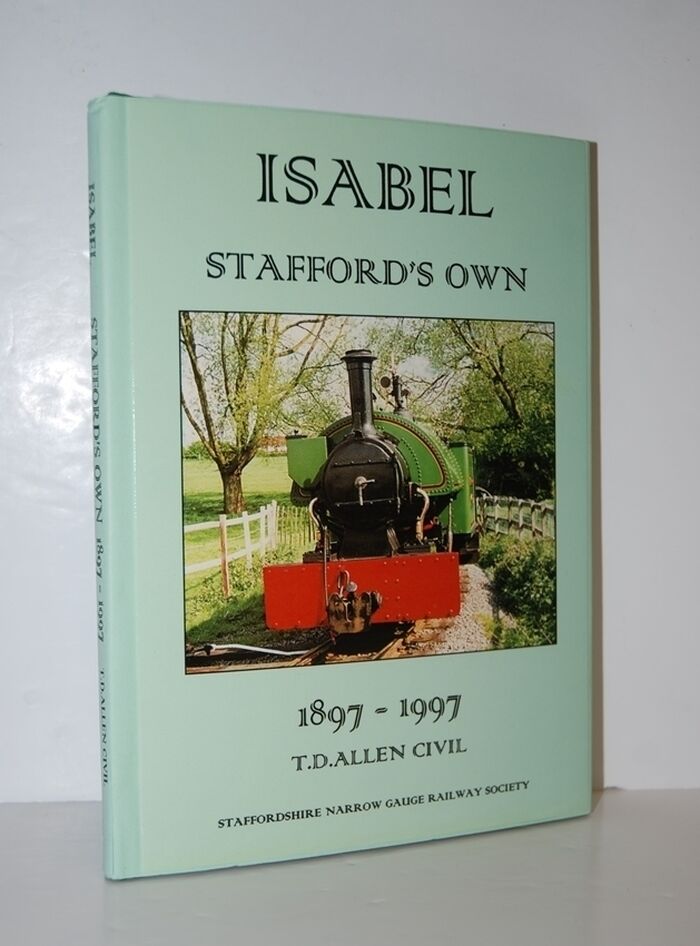 ISABEL
STAFFORD'S OWN
1897 - 1997
T.D.ALLEN CIVIL
STAFFORDSHIRE NARROW GAUGE RAILWAY SOCIETY
ISABEL STAFFORD'S OWN 1897 - 1997 T.D.ALLEN CIVIL